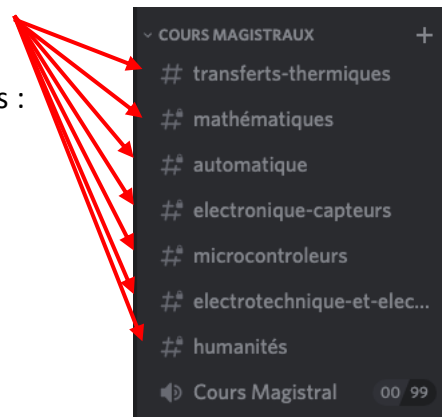 s :
COURS MAGISTRAUX +
# transferts-thermiques
# mathématiques
# automatique
# electronique-capteurs
# microcontroleurs
# electrotechnique-et-elec...
# humanités
Cours Magistral 00 99